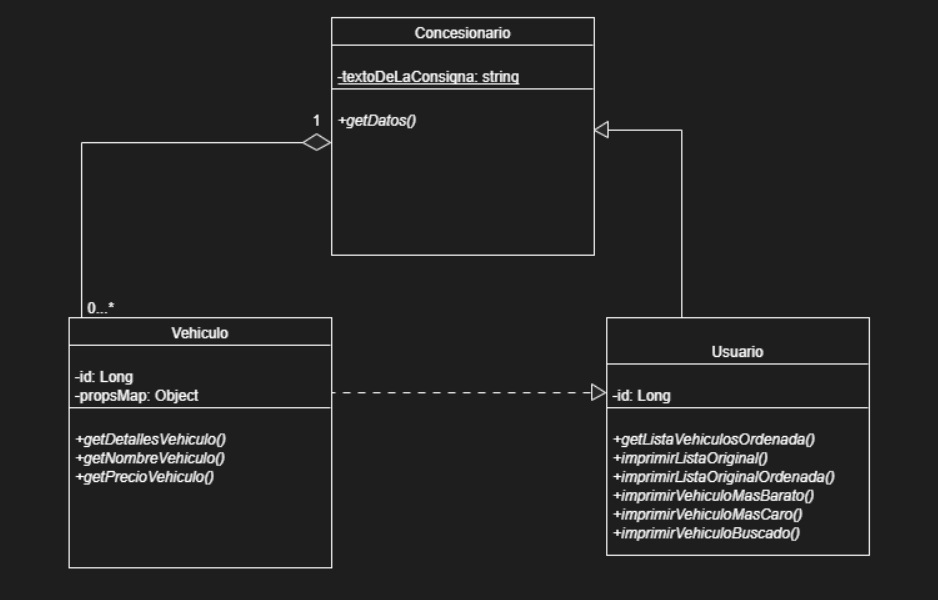 Concesionario
-textoDeLaConsigna: string
1
+getDatos()
0...*
Vehiculo
-id: Long
-propsMap: Object
+getDetallesVehiculo()
+getNombreVehiculo()
+getPrecioVehiculo()
Usuario
-id: Long
+getListaVehiculosOrdenada()
+imprimirListaOriginal()
+imprimirListaOriginalOrdenada()
+imprimirVehiculoMasBarato()
+imprimirVehiculoMasCaro()
+imprimirVehiculoBuscado()